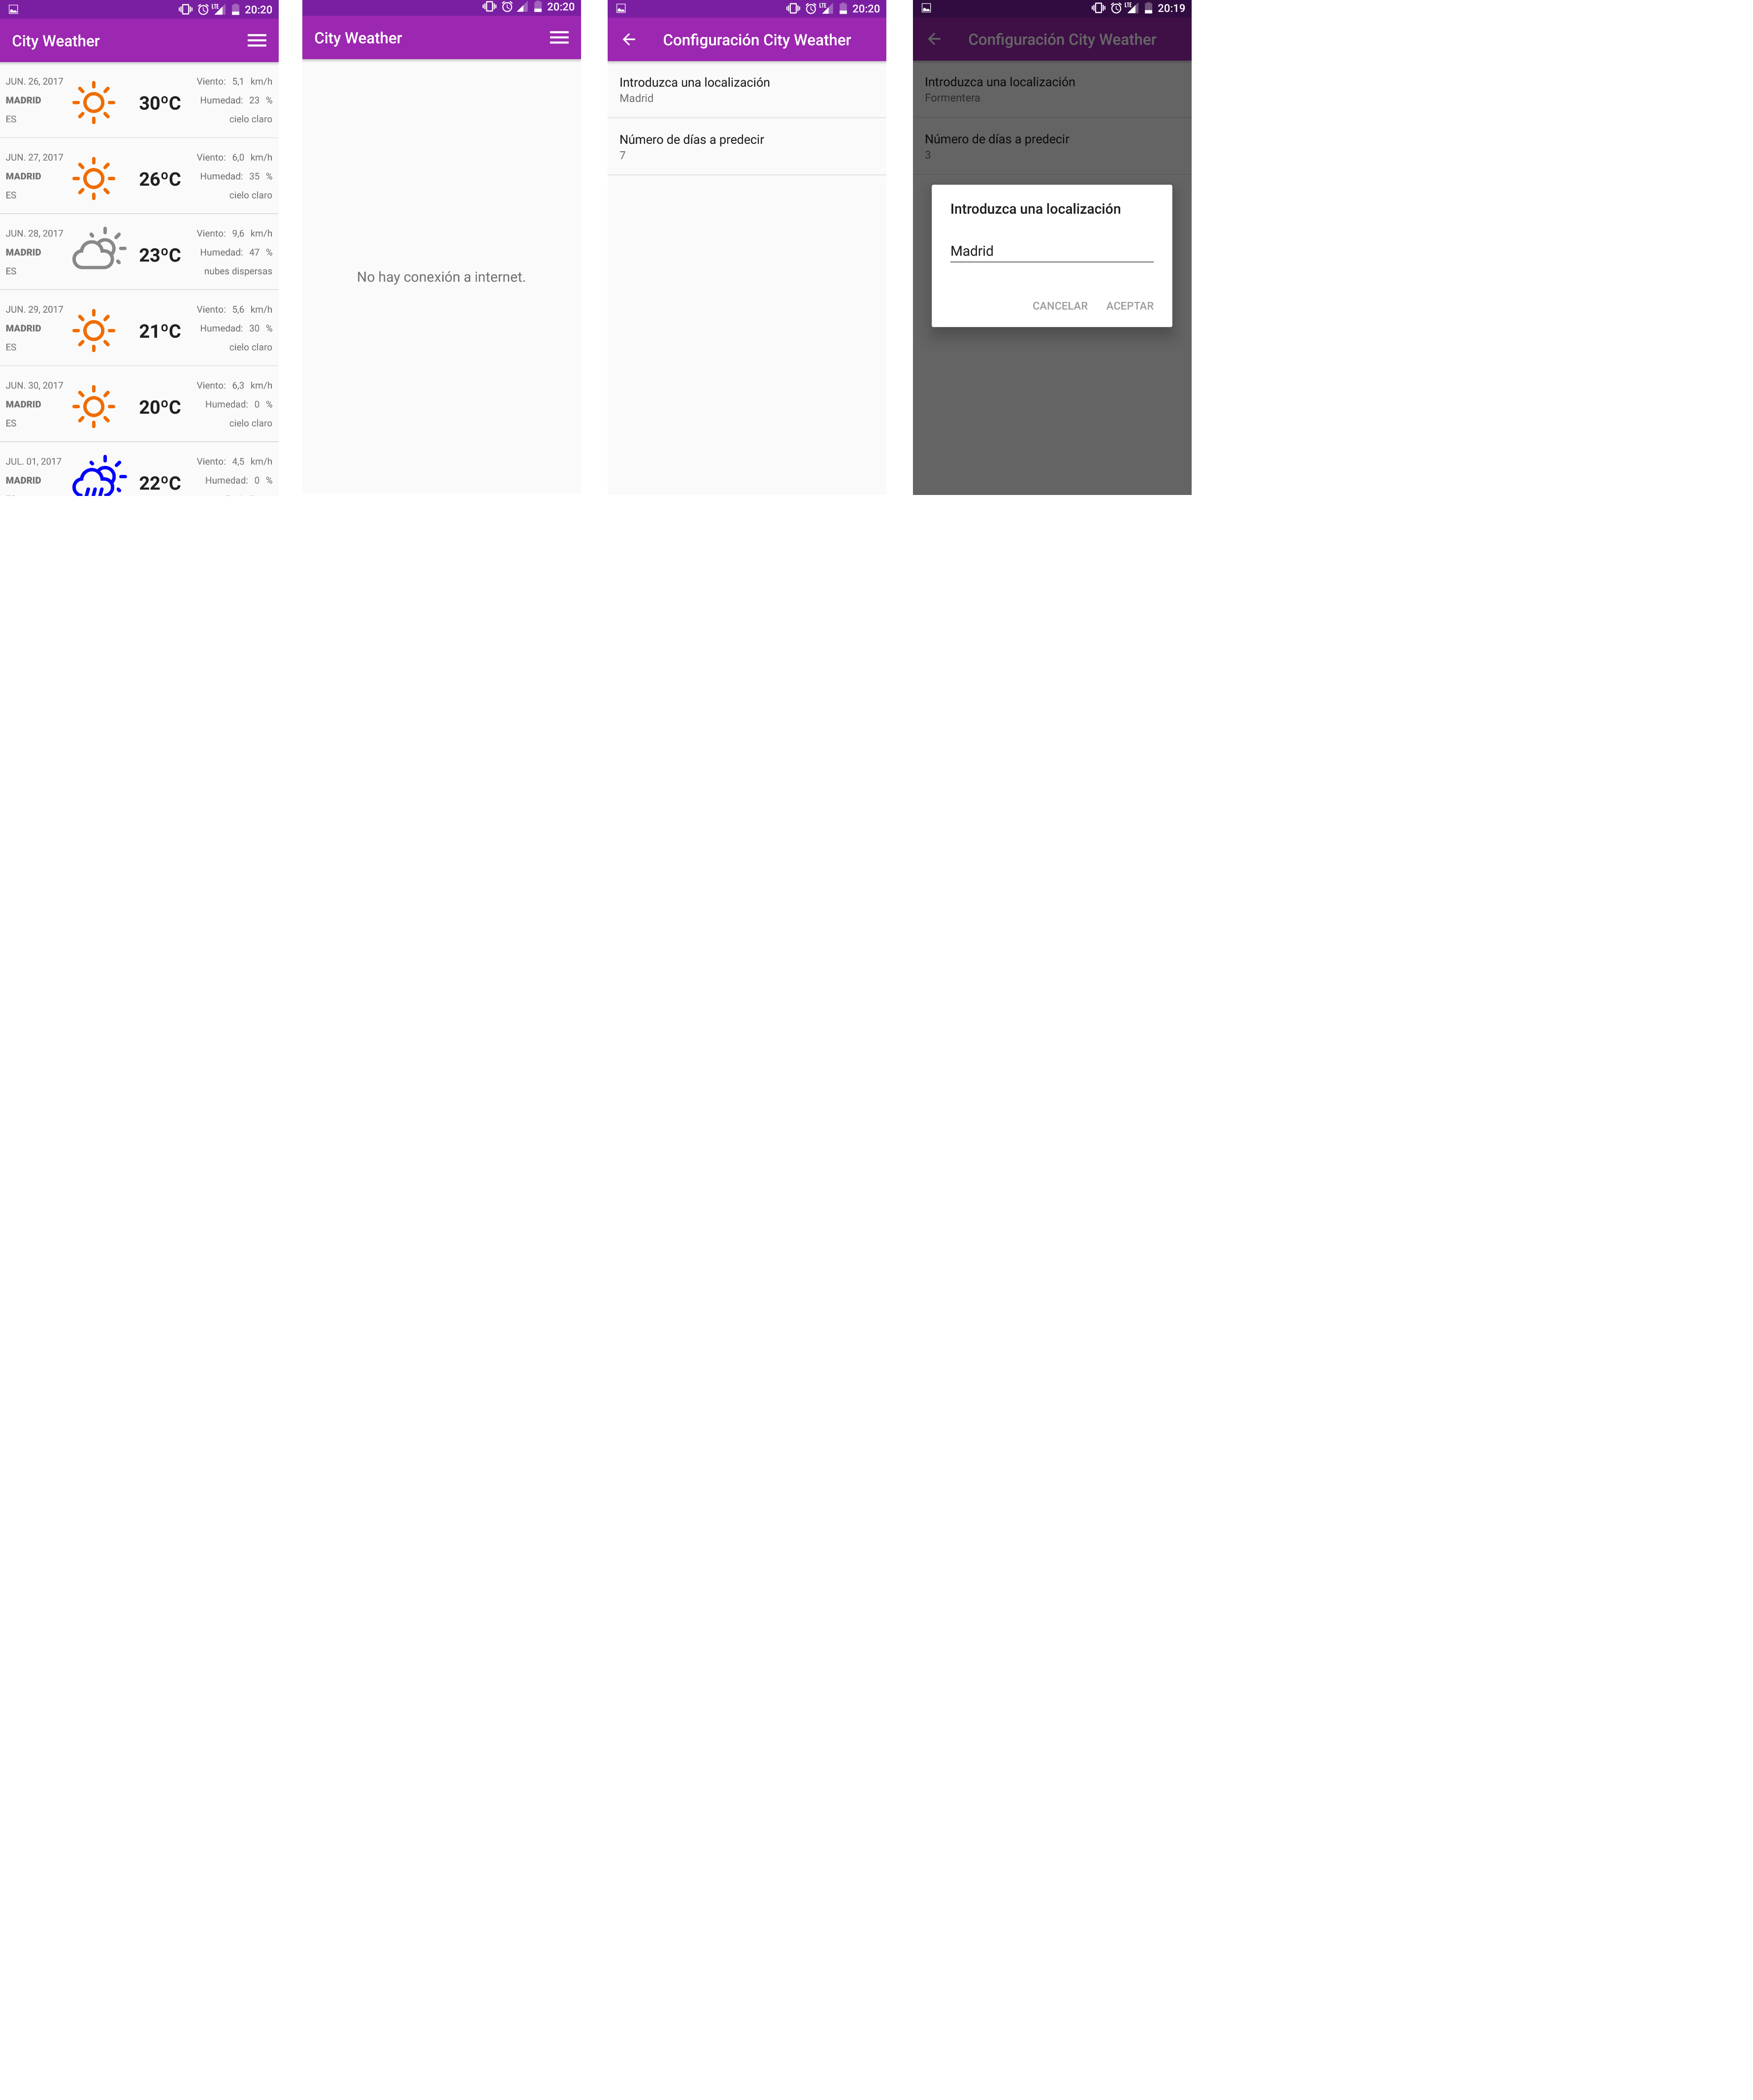 20:20
City Weather
JUN. 26, 2017
MADRID
ES
30ºC
Viento: 5,1 km/h
Humedad: 23 %
cielo claro
JUN. 27, 2017
MADRID
ES
26ºC
Viento: 6,0 km/h
Humedad: 35 %
cielo claro
JUN. 28, 2017
MADRID
ES
23ºC
Viento: 9,6 km/h
Humedad: 47 %
nubes dispersas
JUN. 29, 2017
MADRID
ES
21ºC
Viento: 5,6 km/h
Humedad: 30 %
cielo claro
JUN. 30, 2017
MADRID
ES
20ºC
Viento: 6,3 km/h
Humedad: 0 %
cielo claro
JUL. 01, 2017
MADRID
22ºC
Viento: 4,5 km/h
Humedad: 0 %
LTE
20:20
City Weather
No hay conexión a internet.
LTE
20:20
Configuración City Weather
Introduzca una localización
Madrid
Número de días a predecir
7
LTE
20:19
Configuración City Weather
Introduzca una localización
Formentera
Número de días a predecir
3
Introduzca una localización
Madrid
CANCELAR ACEPTAR